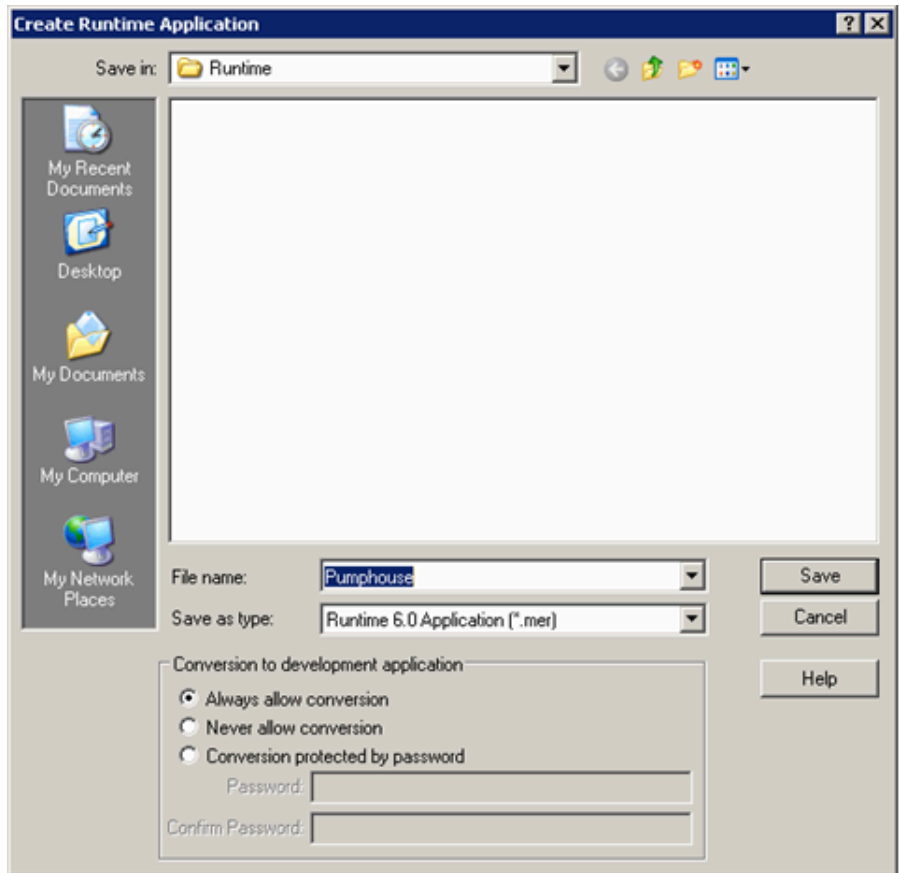 Create Runtime Application
Save in: Runtime
My Recent
Documents
Desktop
My Documents
My Computer
My Network
Places
File name: Pumphouse Save
Save as type: Runtime 6.0 Application (*.mer) Cancel
Conversion to development application Help
Always allow conversion
Never allow conversion
Conversion protected by password
Password:
Confirm Password: